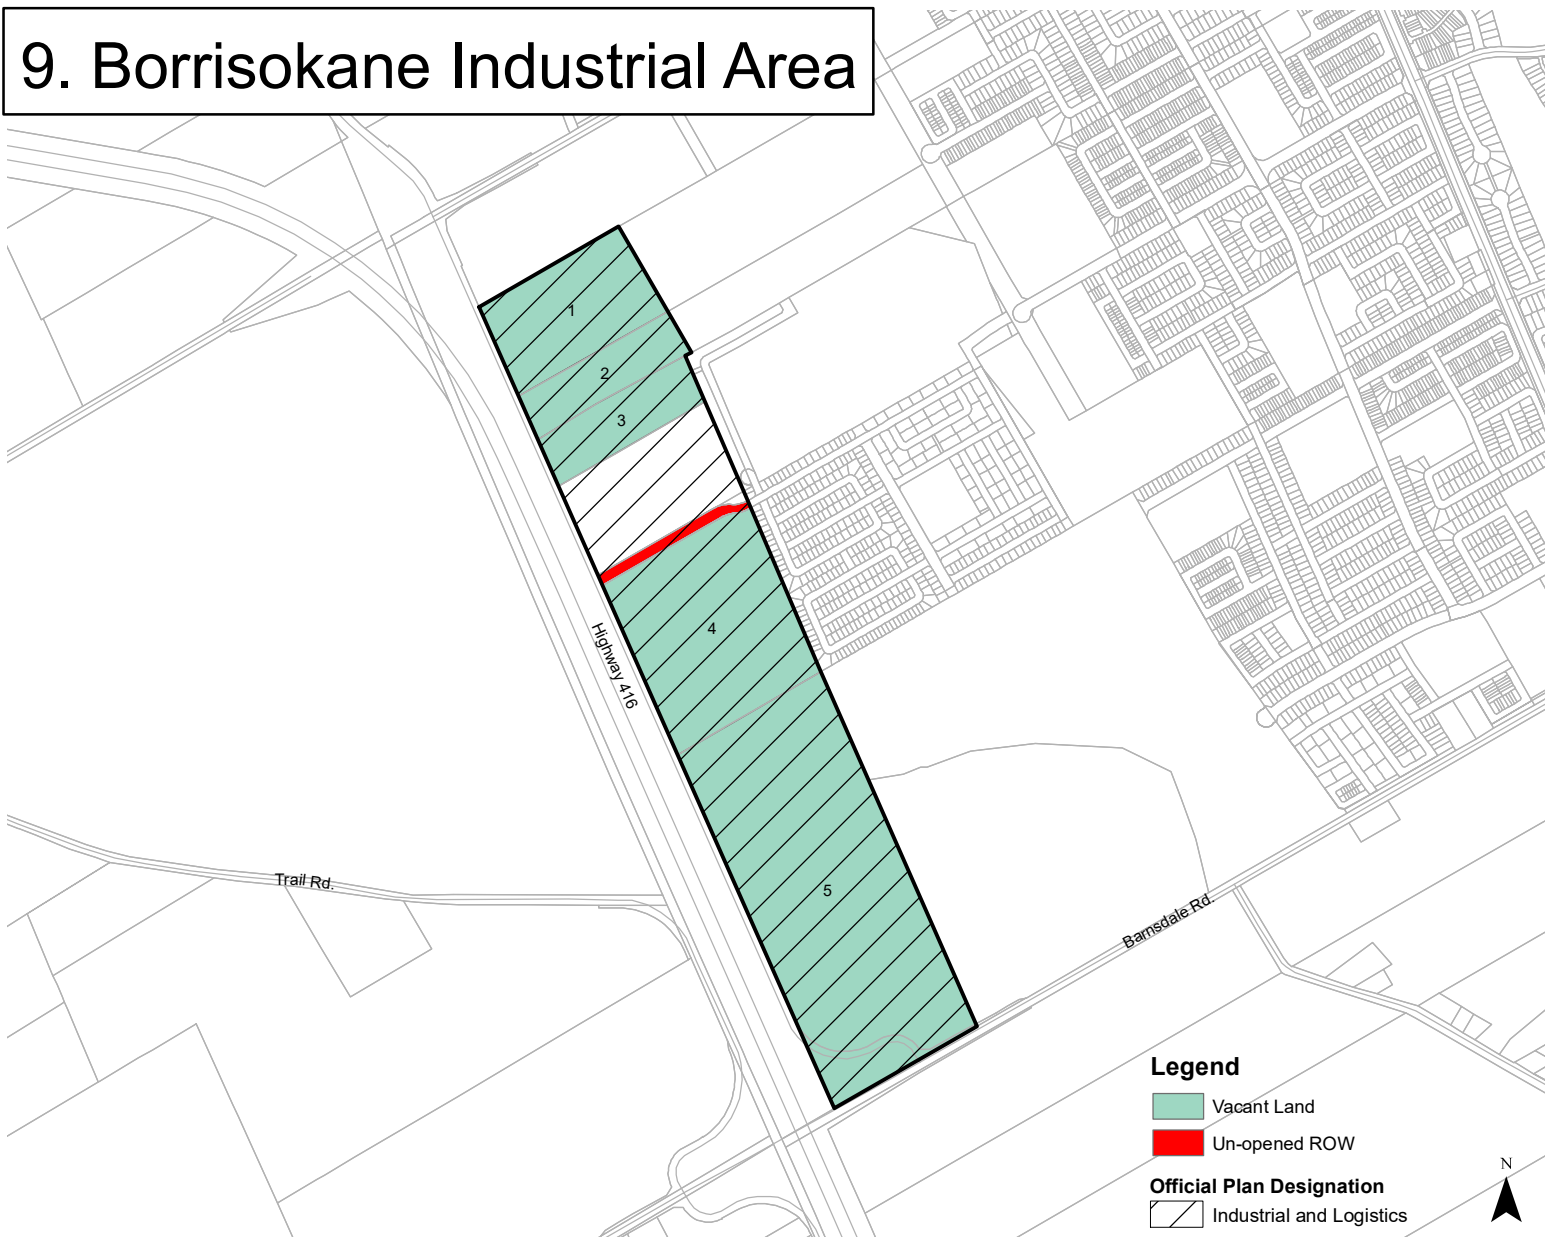 9. Borrisokane Industrial Area
1
2
3
4
Highway 416
5
Trail Rd.
Barnsdale Rd.
Legend
Vacant Land
Un-opened ROW
Official Plan Designation
Industrial and Logistics
N